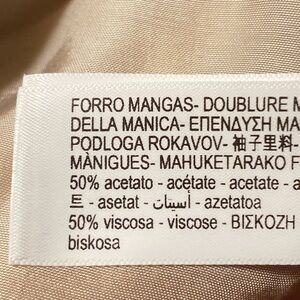 FORRO MANGAS- DOUBLURE M
DELLA MANICA- ΕΠΕΝΔΥΣΗ ΜΑ
PODLOGA ROKAVOV- 袖子里料-
MÀNIGUES- MAHUKETARAKO F
50% acetato - acétate - acetate - a
트 - asetat - أسيتات - azetatoa
50% viscosa - viscose - ΒΙΣΚΟΖΗ
biskosa